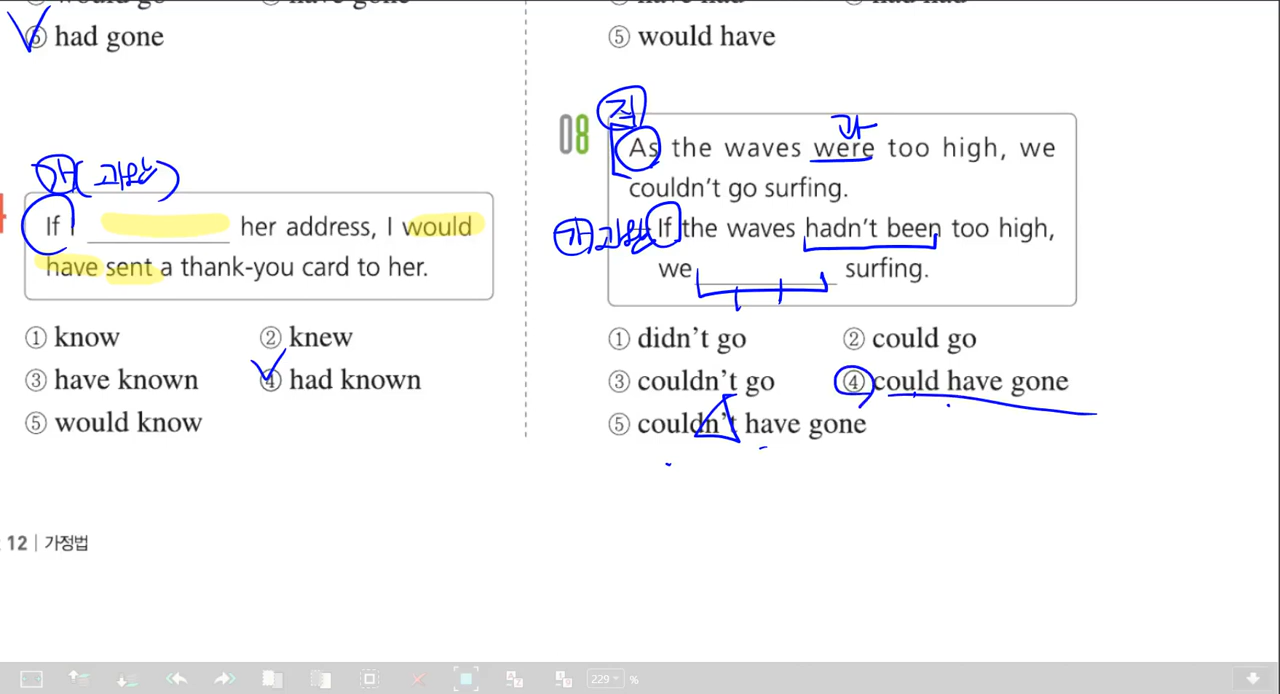 ⑤ had gone
가(과완)
If I ____________ her address, I would
have sent a thank-you card to her.
① know ② knew
③ have known ④ had known
⑤ would know
12 | 가정법
⑤ would have
08
직
과
As the waves were too high, we
couldn't go surfing.
가 과완 If the waves hadn't been too high,
we ____________ surfing.
① didn't go ② could go
③ couldn't go ④ could have gone
⑤ couldn't have gone
229 %